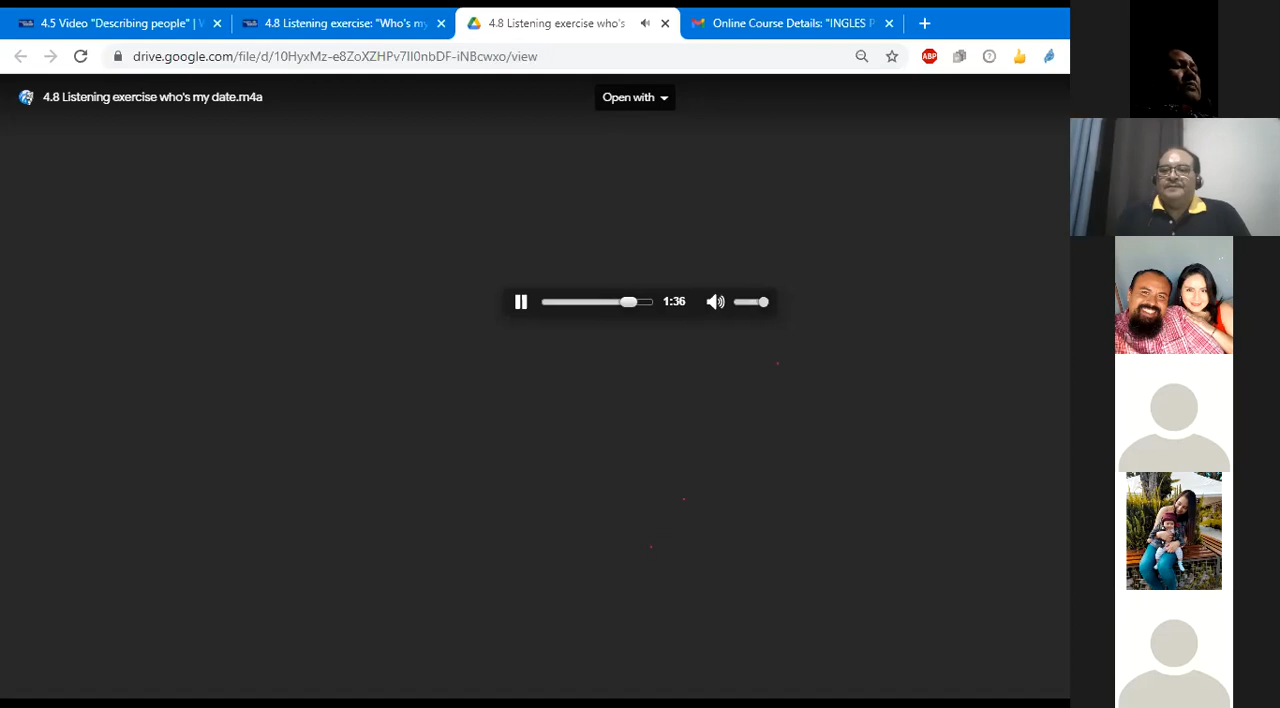 4.5 Video "Describing people" | V
4.8 Listening exercise: "Who's my
4.8 Listening exercise who's
Online Course Details: "INGLES P
drive.google.com/file/d/10HyxMz-e8ZoXZHPv7II0nbDF-iNBcwxo/view
ABP
4.8 Listening exercise who's my date.m4a
Open with
1:36